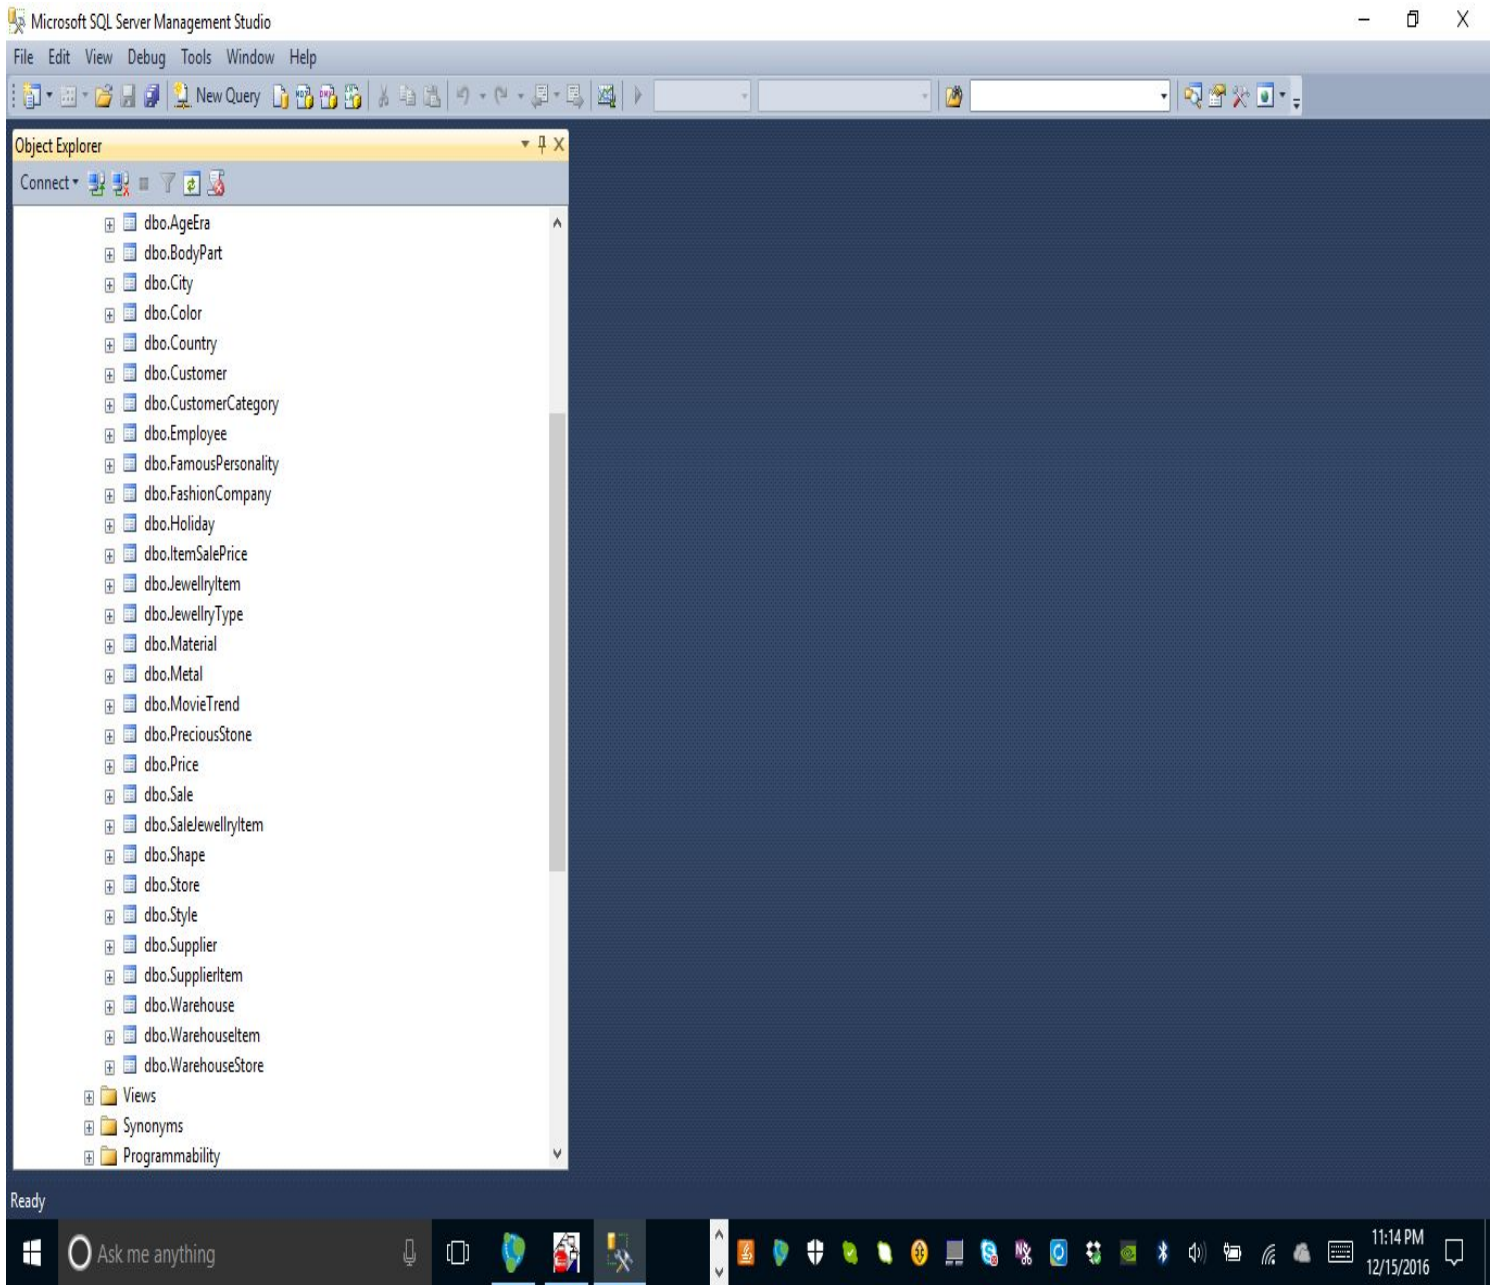 Microsoft SQL Server Management Studio
File Edit View Debug Tools Window Help
New Query
Object Explorer
Connect
dbo.AgeEra
dbo.BodyPart
dbo.City
dbo.Color
dbo.Country
dbo.Customer
dbo.CustomerCategory
dbo.Employee
dbo.FamousPersonality
dbo.FashionCompany
dbo.Holiday
dbo.ItemSalePrice
dbo.JewellryItem
dbo.JewellryType
dbo.Material
dbo.Metal
dbo.MovieTrend
dbo.PreciousStone
dbo.Price
dbo.Sale
dbo.SaleJewellryItem
dbo.Shape
dbo.Store
dbo.Style
dbo.Supplier
dbo.SupplierItem
dbo.Warehouse
dbo.WarehouseItem
dbo.WarehouseStore
Views
Synonyms
Programmability
Ready
Ask me anything
11:14 PM
12/15/2016